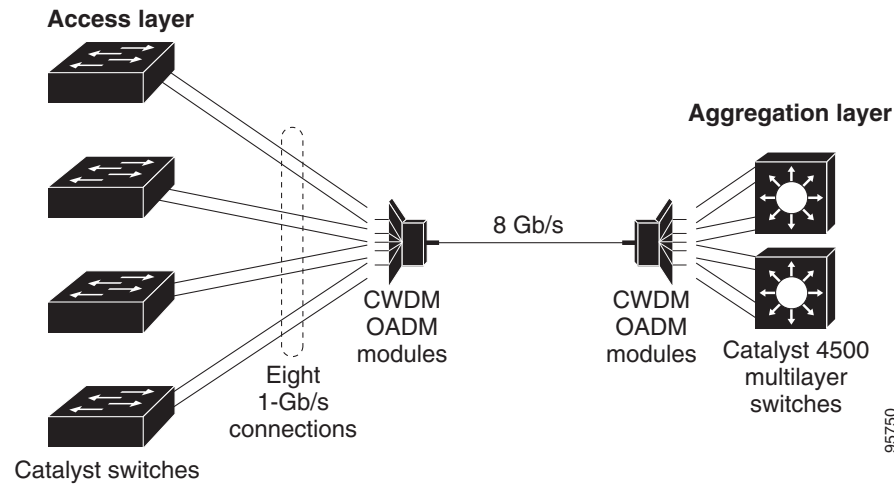 Access layer
Aggregation layer
8 Gb/s
CWDM
OADM
modules
CWDM
OADM
modules
Catalyst 4500
multilayer
switches
Eight
1-Gb/s
connections
Catalyst switches
95750